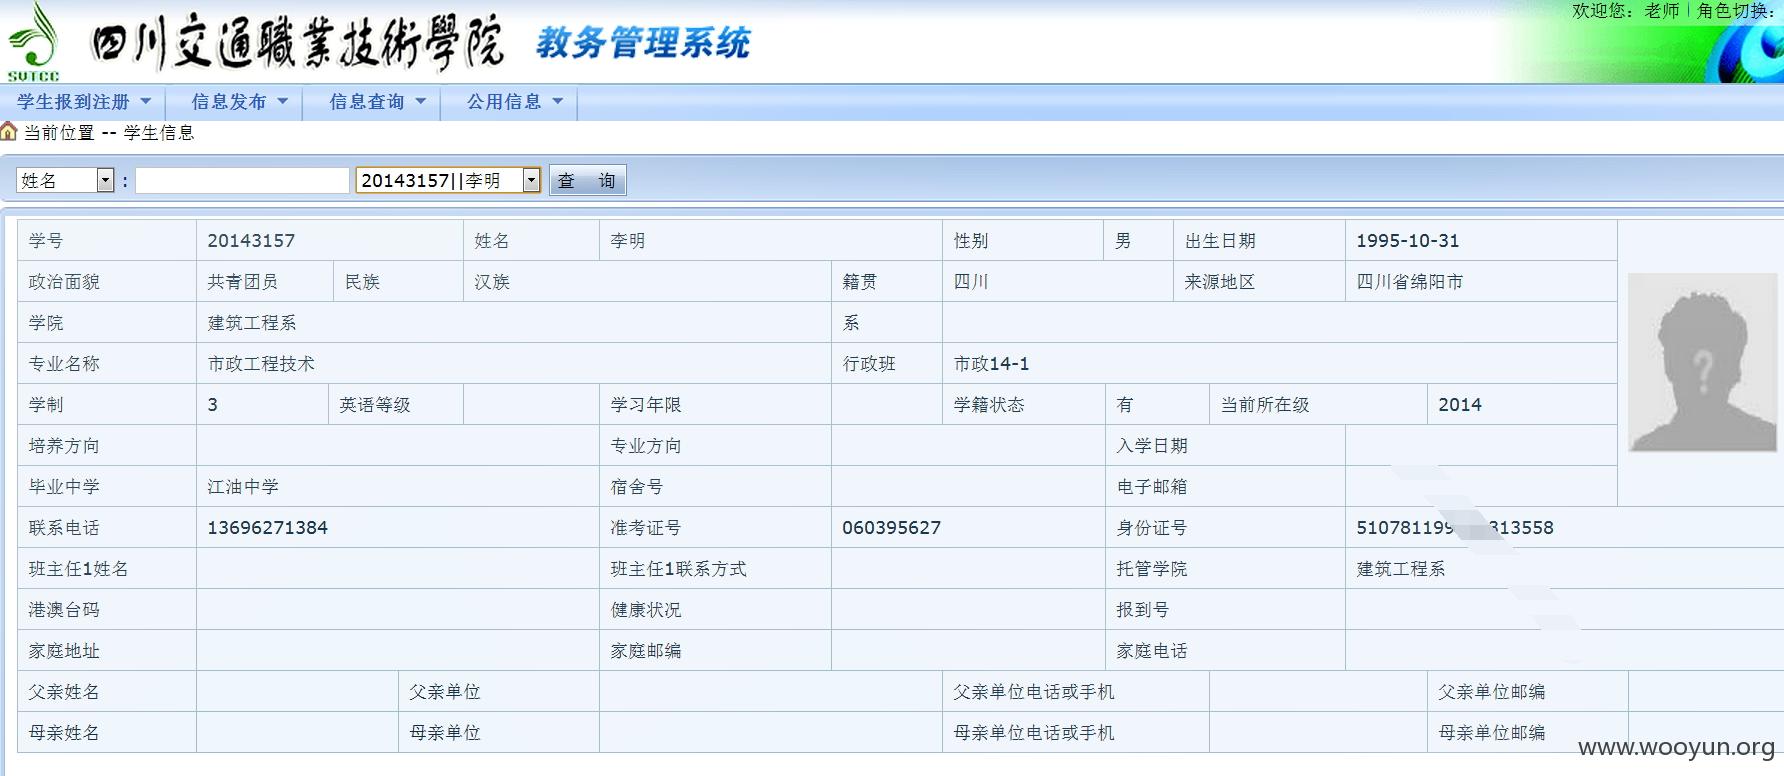 欢迎您：老师 | 角色切换:
SVTCC 四川交通職業技術學院 教务管理系统
学生报到注册 信息发布 信息查询 公用信息
当前位置 -- 学生信息
姓名 : 20143157||李明 查 询
学号 20143157 姓名 李明 性别 男 出生日期 1995-10-31
政治面貌 共青团员 民族 汉族 籍贯 四川 来源地区 四川省绵阳市
学院 建筑工程系 系
专业名称 市政工程技术 行政班 市政14-1
学制 3 英语等级 学习年限 学籍状态 有 当前所在级 2014
培养方向 专业方向 入学日期
毕业中学 江油中学 宿舍号 电子邮箱
联系电话 13696271384 准考证号 060395627 身份证号
班主任1姓名 班主任1联系方式 托管学院 建筑工程系
港澳台码 健康状况 报到号
家庭地址 家庭邮编 家庭电话
父亲姓名 父亲单位 父亲单位电话或手机 父亲单位邮编
母亲姓名 母亲单位 母亲单位电话或手机 母亲单位邮编
www.wooyun.org